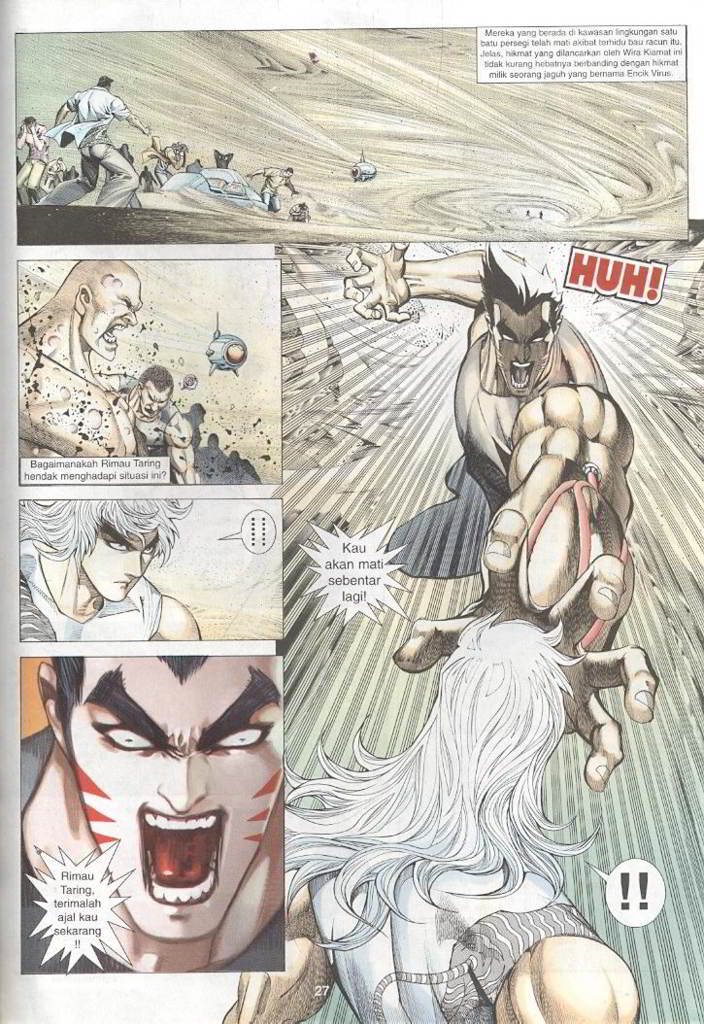 Mereka yang berada di kawasan lingkungan satu
batu persegi telah mati akibat terhidu bau racun itu.
Jelas, hikmat yang dilancarkan oleh Wira Kiamat ini
tidak kurang hebatnya berbanding dengan hikmat
milik seorang jaguh yang bernama Encik Virus.
HUH!
Bagaimanakah Rimau Taring
hendak menghadapi situasi ini?
!!!!
Kau
akan mati
sebentar
lagi!
Rimau
Taring,
terimalah
ajal kau
sekarang
!!
!!
27